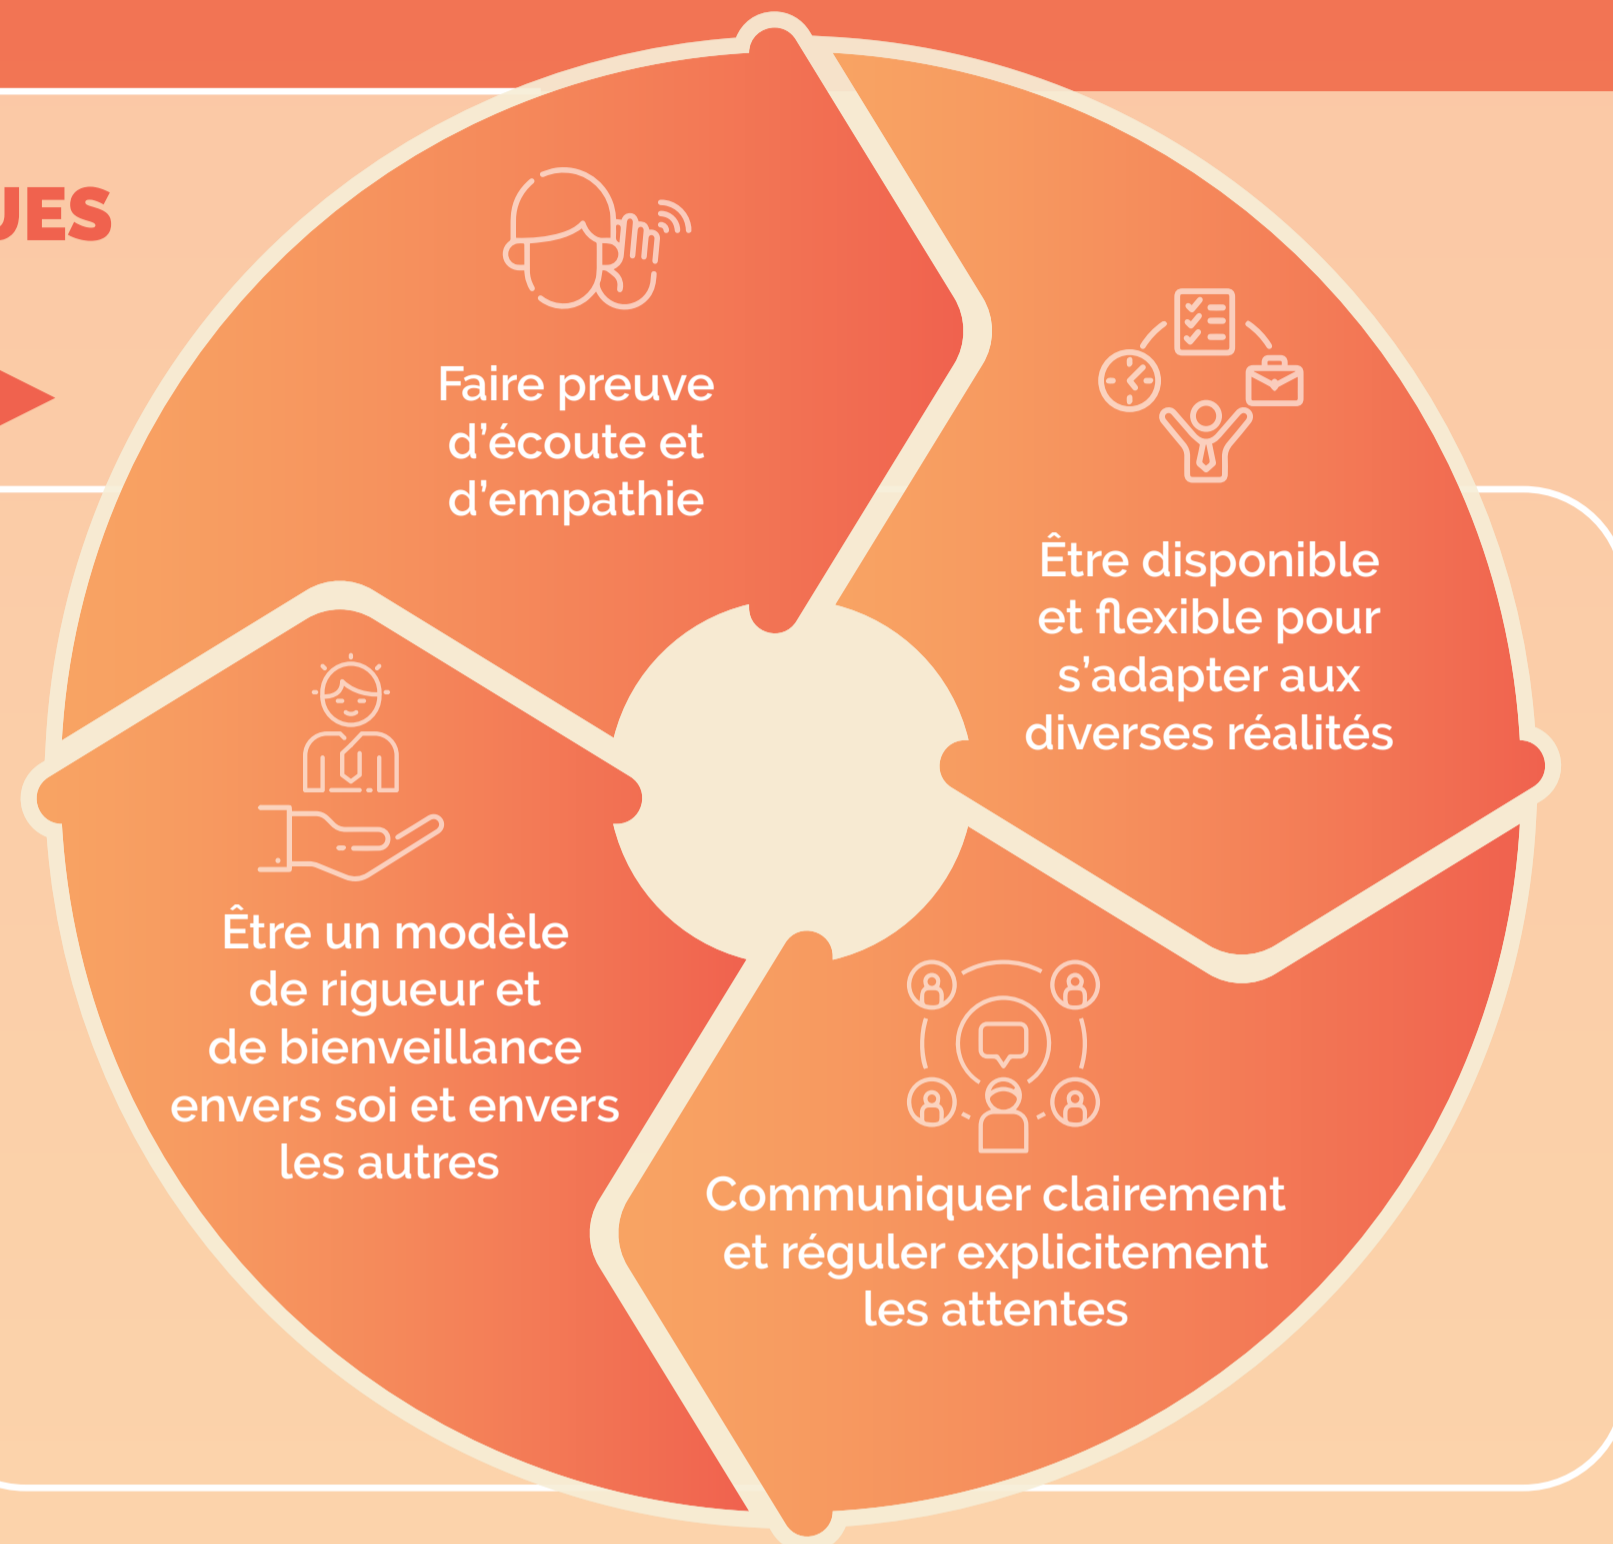 Faire preuve
d'écoute et
d'empathie
Être disponible
et flexible pour
s'adapter aux
diverses réalités
Communiquer clairement
et réguler explicitement
les attentes
Être un modèle
de rigueur et
de bienveillance
envers soi et envers
les autres